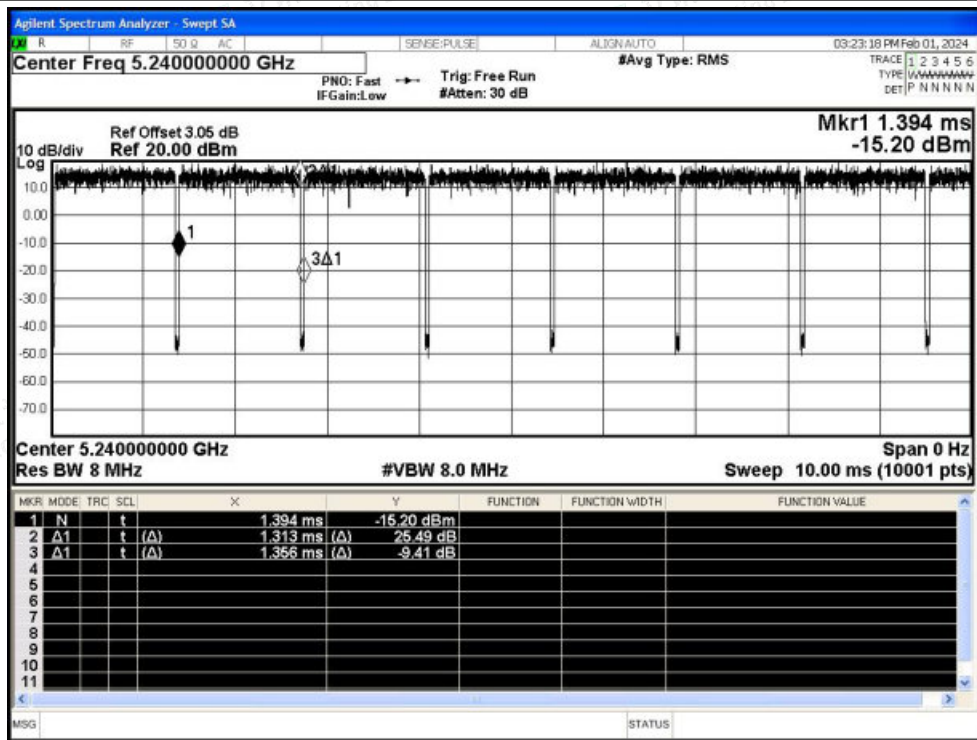 Agilent Spectrum Analyzer - Swept SA
LXI R RF 50 Ω AC SENSE:PULSE ALIGN AUTO 03:23:18 PM Feb 01, 2024
Center Freq 5.240000000 GHz #Avg Type: RMS TRACE 1 2 3 4 5 6
PNO: Fast Trig: Free Run TYPE
IFGain:Low #Atten: 30 dB DET P N N N N N
Mkr1 1.394 ms
Ref Offset 3.05 dB
10 dB/div Ref 20.00 dBm -15.20 dBm
Log
10.0
0.00
-10.0
1
3Δ1
-20.0
-30.0
-40.0
-50.0
-60.0
-70.0
Center 5.240000000 GHz Span 0 Hz
Res BW 8 MHz #VBW 8.0 MHz Sweep 10.00 ms (10001 pts)
MKR MODE TRC SCL X Y FUNCTION FUNCTION WIDTH FUNCTION VALUE
1 N t 1.394 ms -15.20 dBm
2 Δ1 t (Δ) 1.313 ms (Δ) 25.49 dB
3 Δ1 t (Δ) 1.356 ms (Δ) -9.41 dB
4
5
6
7
8
9
10
11
MSG STATUS